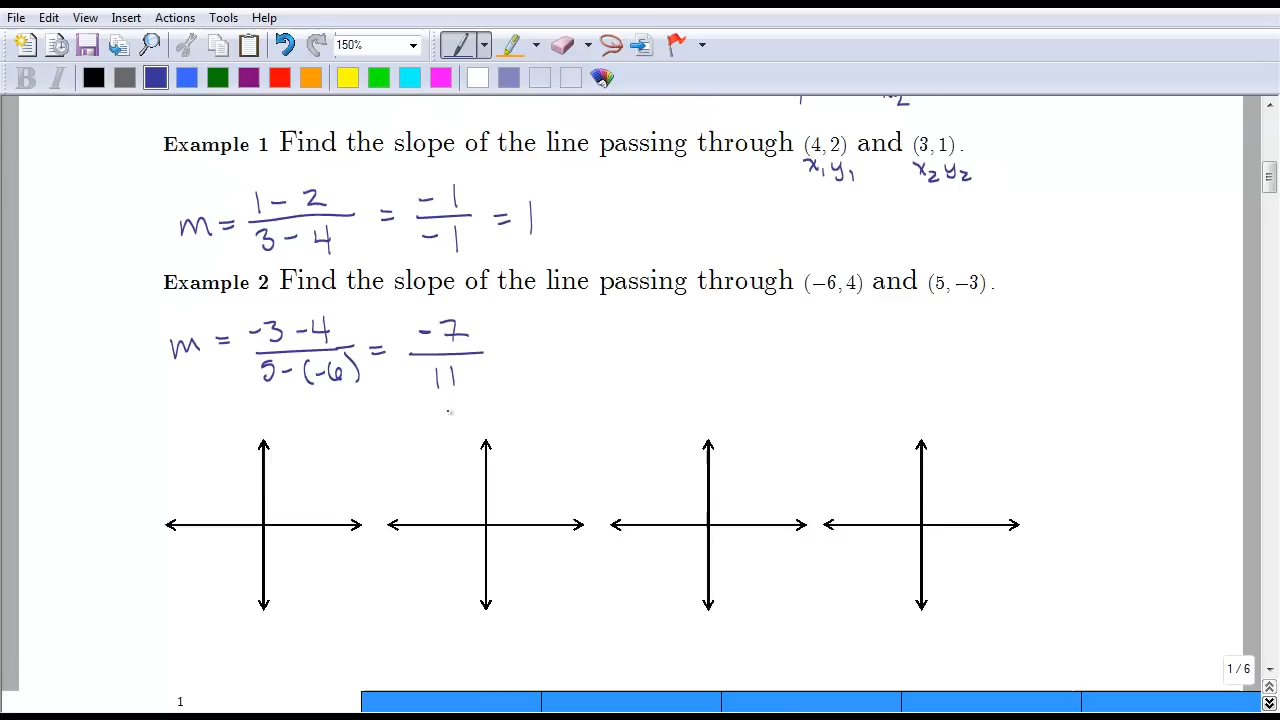 File Edit View Insert Actions Tools Help
150%
B I
Example 1 Find the slope of the line passing through (4, 2) and (3, 1).
x₁ y₁ x₂ y₂
m = (1 - 2)/(3 - 4) = (-1)/(-1) = 1
Example 2 Find the slope of the line passing through (−6, 4) and (5, −3).
m = (-3 - 4)/(5 - (-6)) = (-7)/11
1 / 6
1